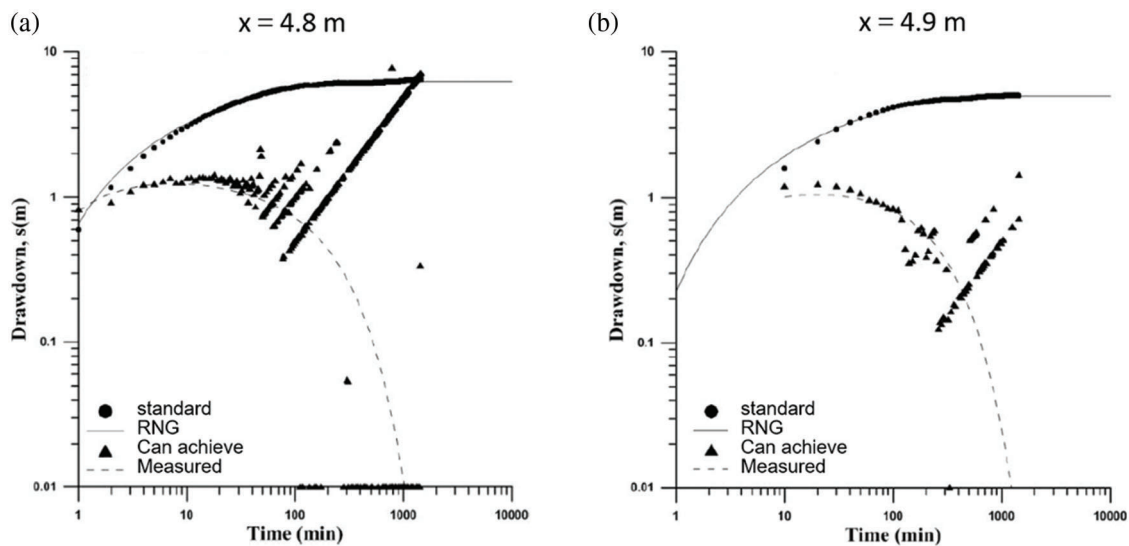 (a)
x = 4.8 m
10
1
0.1
0.01
Drawdown, s(m)
standard
RNG
Can achieve
Measured
1
10
100
1000
10000
Time (min)
(b)
x = 4.9 m
10
1
0.1
0.01
Drawdown, s(m)
standard
RNG
Can achieve
Measured
1
10
100
1000
10000
Time (min)